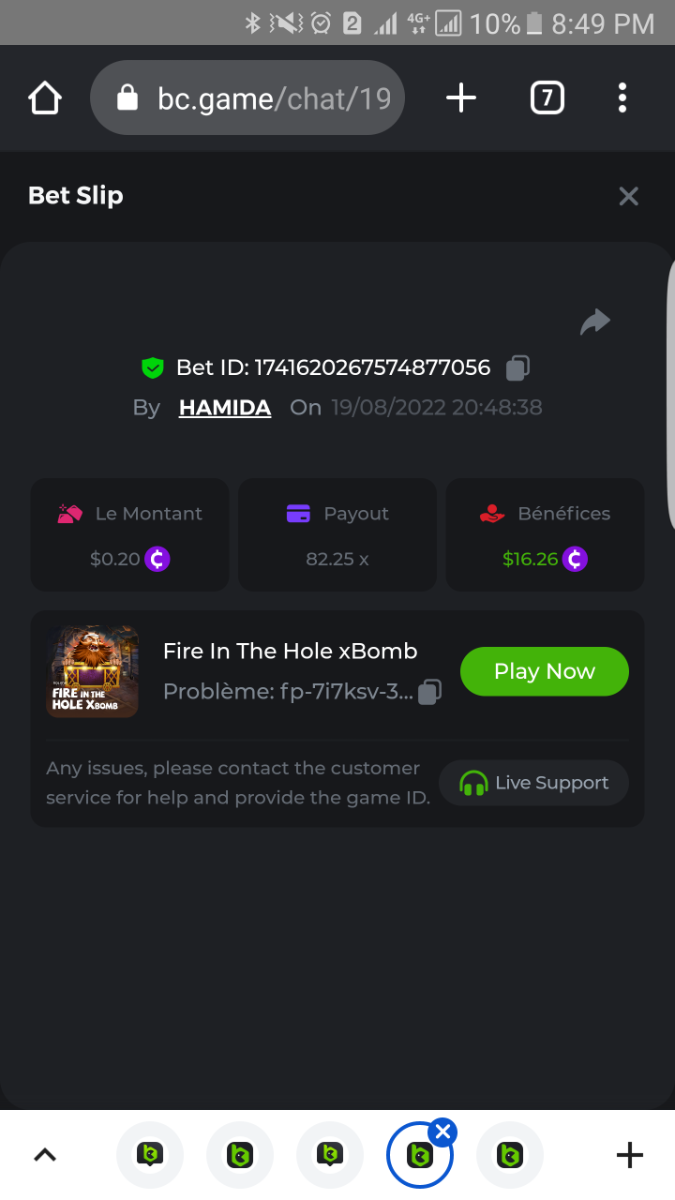 2 4G+ 10% 8:49 PM
bc.game/chat/19
7
Bet Slip
Bet ID: 1741620267574877056
By HAMIDA On 19/08/2022 20:48:38
Le Montant Payout Bénéfices
$0.20 82.25 x $16.26
Fire In The Hole xBomb
Problème: fp-7i7ksv-3...
Play Now
FIRE IN THE
HOLE XBOMB
Any issues, please contact the customer
service for help and provide the game ID.
Live Support